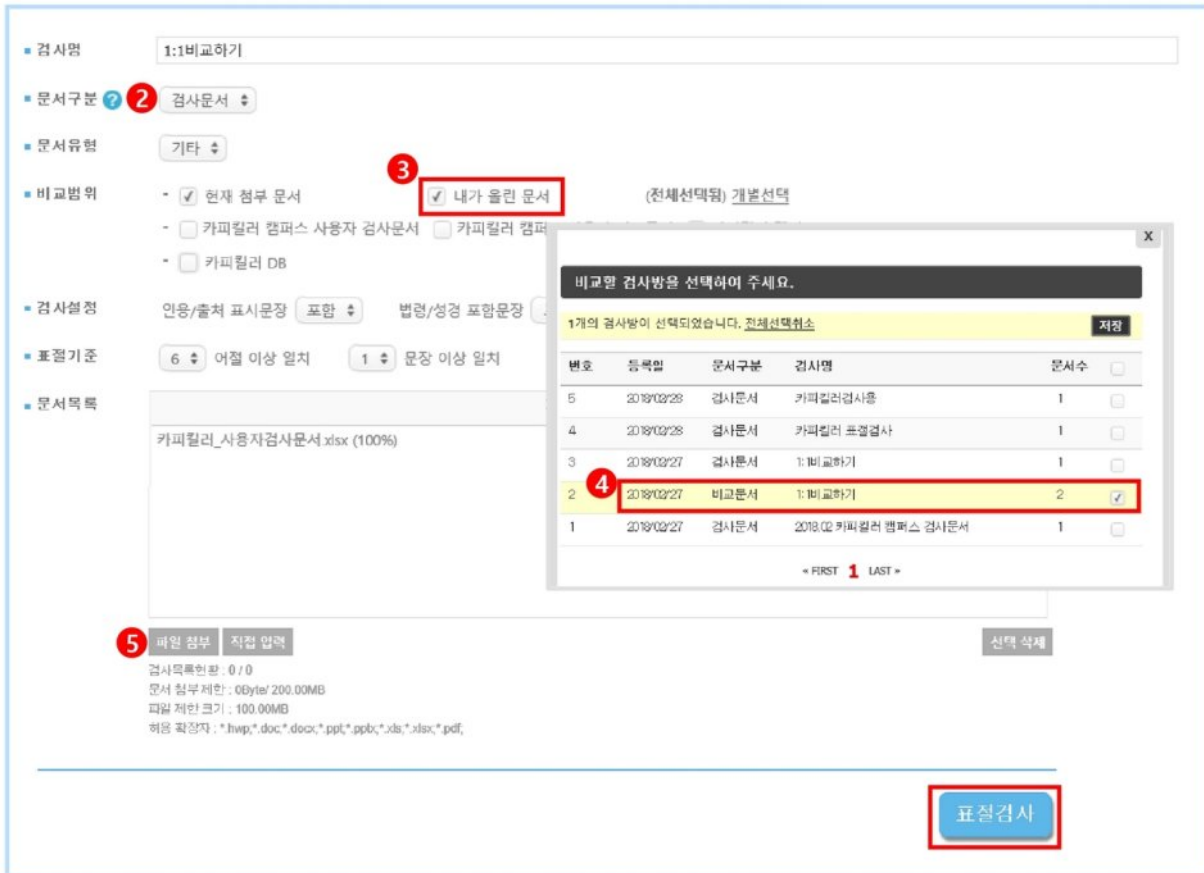 검사명 1:1비교하기
문서구분 ? 2 검사문서
문서유형 기타
3
비교범위 - 현재 첨부 문서 내가 올린 문서 (전체선택됨) 개별선택
- 카피킬러 캠퍼스 사용자 검사문서 카피킬러 캠퍼
- 카피킬러 DB
검사설정 인용/출처 표시문장 포함 법령/성경 포함문장
표절기준 6 어절 이상 일치 1 문장 이상 일치
문서목록
카피킬러_사용자검사문서.xlsx (100%)
X
비교할 검사방을 선택하여 주세요.
1개의 검사방이 선택되었습니다. 전체선택취소 저장
번호 등록일 문서구분 검사명 문서수
5 2018/02/28 검사문서 카피킬러검사용 1
4 2018/02/28 검사문서 카피킬러 표절검사 1
3 2018/02/27 검사문서 1:1비교하기 1
2 4 2018/02/27 비교문서 1:1비교하기 2
1 2018/02/27 검사문서 2018.02 카피킬러 캠퍼스 검사문서 1
« FIRST 1 LAST »
5 파일 첨부 직접 입력 선택 삭제
검사목록현황 : 0 / 0
문서 첨부 제한 : 0Byte/ 200.00MB
파일 제한 크기 : 100.00MB
허용 확장자 : *.hwp;*.doc;*.docx;*.ppt;*.pptx;*.xls;*.xlsx;*.pdf;
표절검사